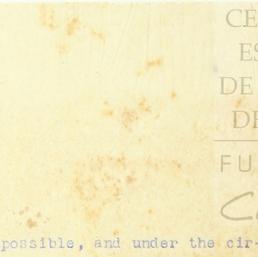 CE
ES
DE
DE
FU
C
possible, and under the cir-